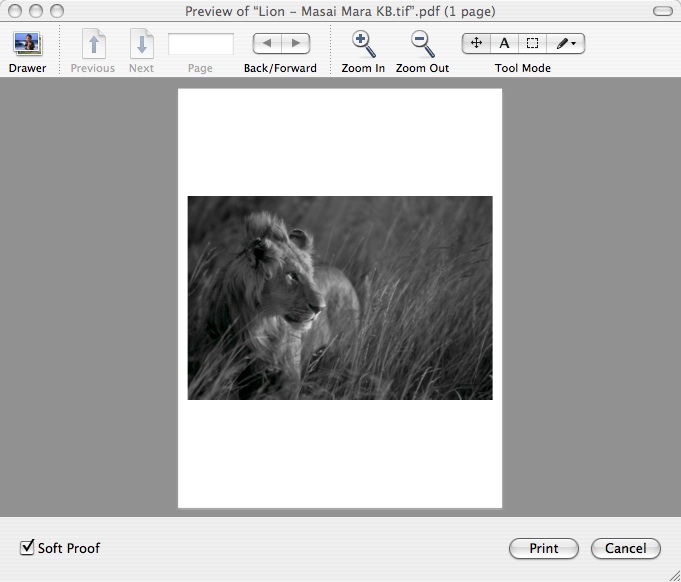 Preview of “Lion – Masai Mara KB.tif”.pdf (1 page)
Drawer
Previous
Next
Page
Back/Forward
Zoom In
Zoom Out
A
Tool Mode
Soft Proof
Print
Cancel